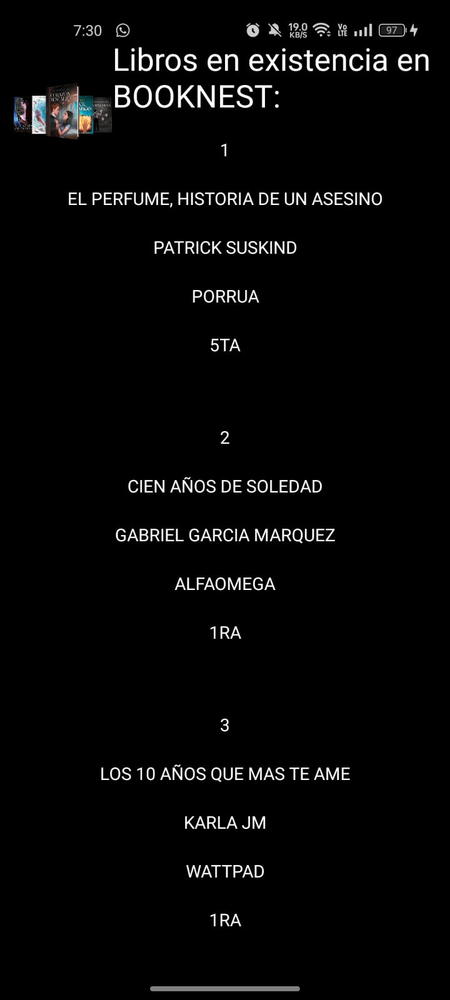 7:30
19.0
KB/S
Vo
LTE
97
Libros en existencia en
BOOKNEST:
CORAZÓN
DESCALZO
1
EL PERFUME, HISTORIA DE UN ASESINO
PATRICK SUSKIND
PORRUA
5TA
2
CIEN AÑOS DE SOLEDAD
GABRIEL GARCIA MARQUEZ
ALFAOMEGA
1RA
3
LOS 10 AÑOS QUE MAS TE AME
KARLA JM
WATTPAD
1RA